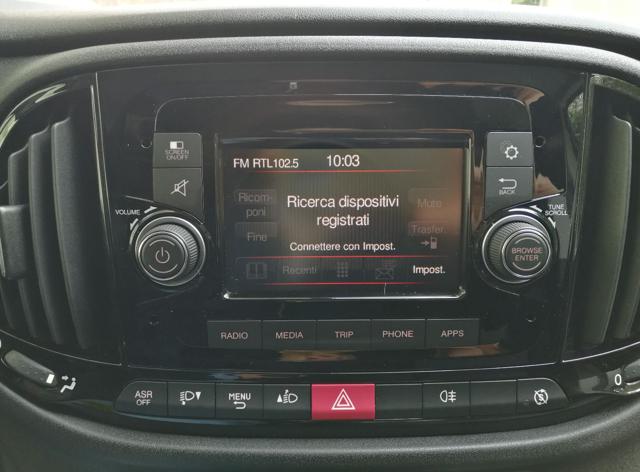 SCREEN
ON/OFF
FM RTL102.5 10:03
Ricom-
poni
Ricerca dispositivi
registrati
Mute
Fine
Trasfer.
Connettere con Impost.
Recenti
Impost.
BACK
VOLUME
TUNE
SCROLL
BROWSE
ENTER
RADIO MEDIA TRIP PHONE APPS
ASR
OFF
MENU
0